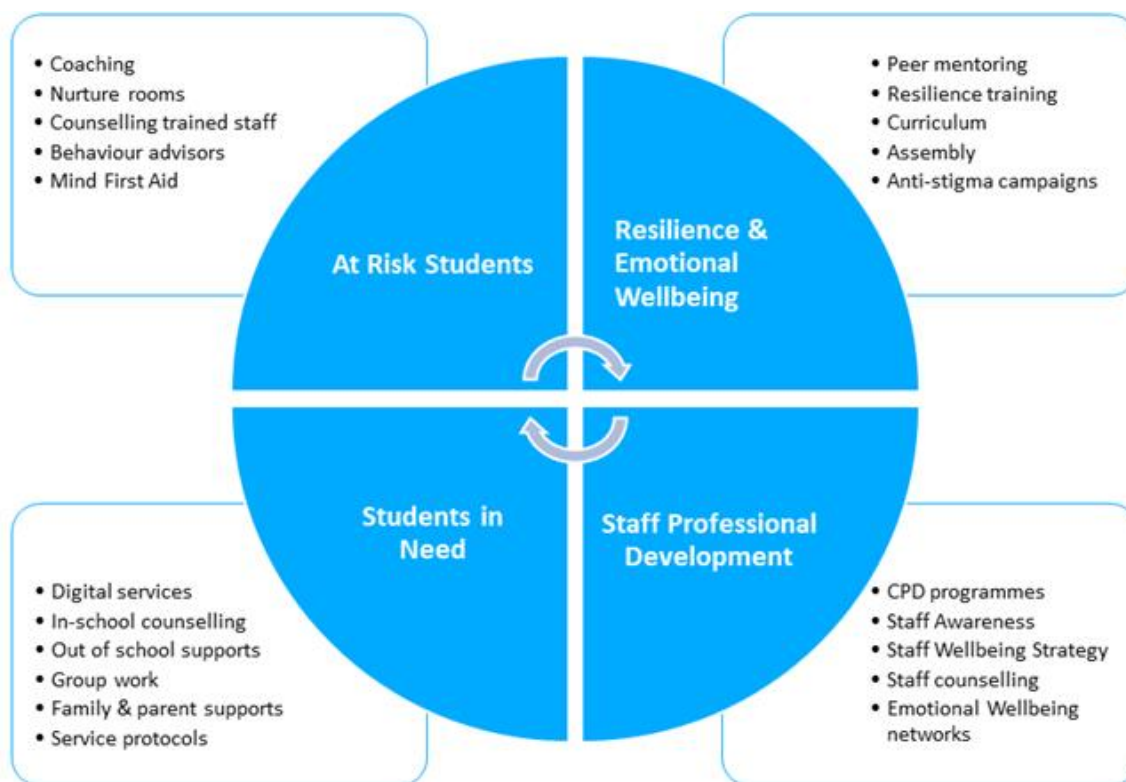 • Coaching
• Nurture rooms
• Counselling trained staff
• Behaviour advisors
• Mind First Aid
• Peer mentoring
• Resilience training
• Curriculum
• Assembly
• Anti-stigma campaigns
At Risk Students
Resilience &
Emotional
Wellbeing
Students in
Need
Staff Professional
Development
• Digital services
• In-school counselling
• Out of school supports
• Group work
• Family & parent supports
• Service protocols
• CPD programmes
• Staff Awareness
• Staff Wellbeing Strategy
• Staff counselling
• Emotional Wellbeing
networks